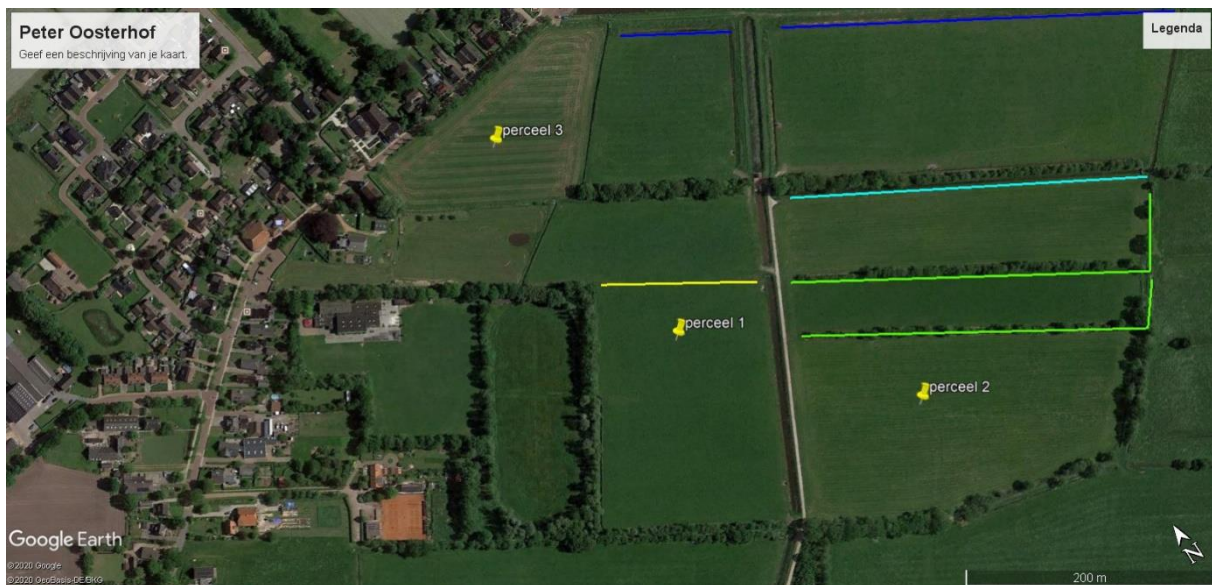 Peter Oosterhof
Geef een beschrijving van je kaart.
Legenda
perceel 3
perceel 1
perceel 2
Google Earth
©2020 Google
©2020 GeoBasis-DE/BKG
N
200 m